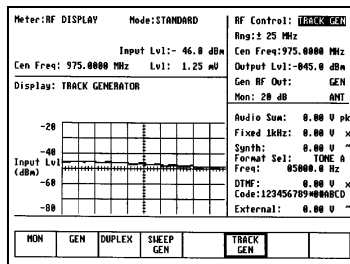 Meter:RF DISPLAY Mode:STANDARD
Input Lvl:- 46.0 dBm
Cen Freq: 975.0000 MHz Lvl: 1.25 mV
Display: TRACK GENERATOR
-20
-40
Input Lvl
(dBm)
-60
-80
RF Control: TRACK GEN
Rng:± 25 MHz
Cen Freq:975.0000 MHz
Output Lvl:-045.0 dBm
Gen RF Out: GEN
Mon: 20 dB ANT
Audio Sum: 0.00 V pk
Fixed 1kHz: 0.00 V
Synth: 0.00 V ~
Format Sel: TONE A
Freq: 05000.0 Hz
DTMF: 0.00 V
Code:123456789*0#ABCD
External: 0.00 V ~
MON GEN DUPLEX SWEEP GEN TRACK GEN